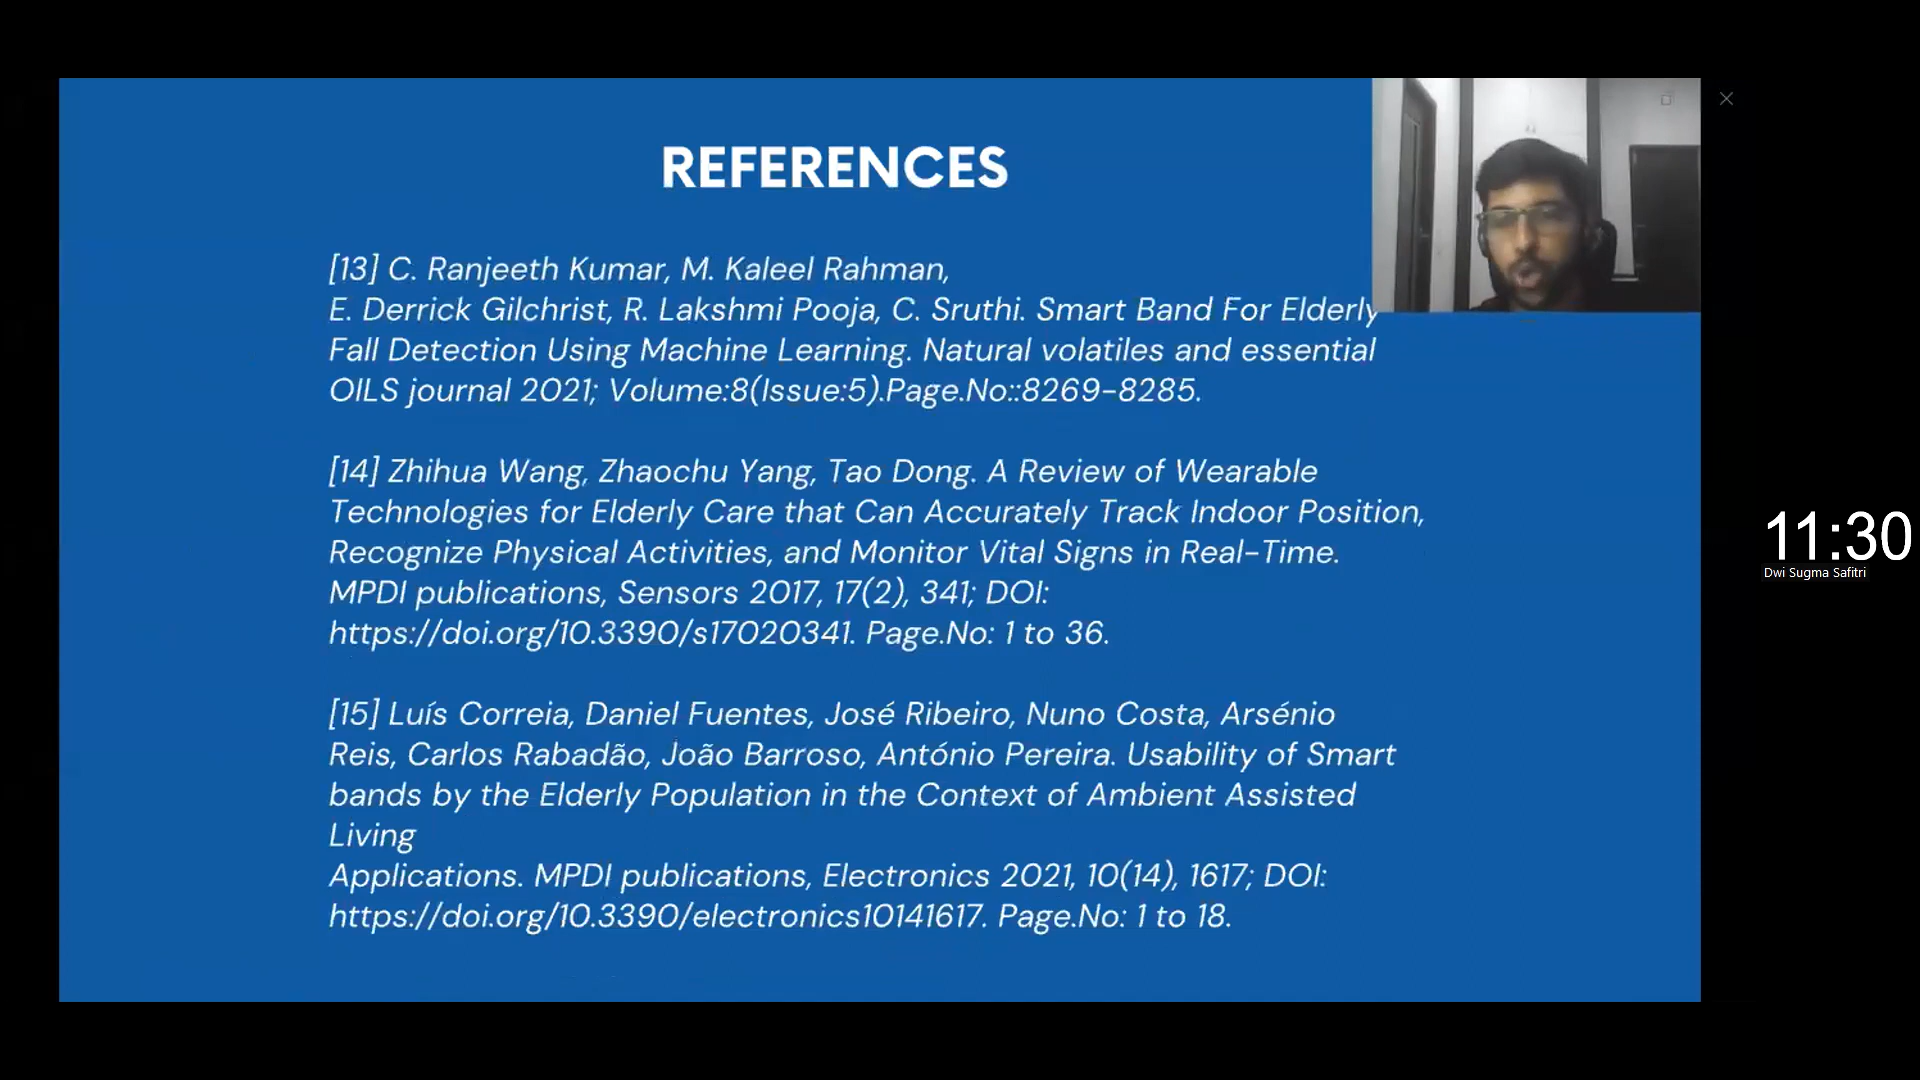 REFERENCES
[13] C. Ranjeeth Kumar, M. Kaleel Rahman,
E. Derrick Gilchrist, R. Lakshmi Pooja, C. Sruthi. Smart Band For Elderly
Fall Detection Using Machine Learning. Natural volatiles and essential
OILS journal 2021; Volume:8(Issue:5).Page.No::8269-8285.
[14] Zhihua Wang, Zhaochu Yang, Tao Dong. A Review of Wearable
Technologies for Elderly Care that Can Accurately Track Indoor Position,
Recognize Physical Activities, and Monitor Vital Signs in Real-Time.
MPDI publications, Sensors 2017, 17(2), 341; DOI:
https://doi.org/10.3390/s17020341. Page.No: 1 to 36.
[15] Luís Correia, Daniel Fuentes, José Ribeiro, Nuno Costa, Arsénio
Reis, Carlos Rabadão, João Barroso, António Pereira. Usability of Smart
bands by the Elderly Population in the Context of Ambient Assisted
Living
Applications. MPDI publications, Electronics 2021, 10(14), 1617; DOI:
https://doi.org/10.3390/electronics10141617. Page.No: 1 to 18.
11:30
Dwi Sugma Safitri